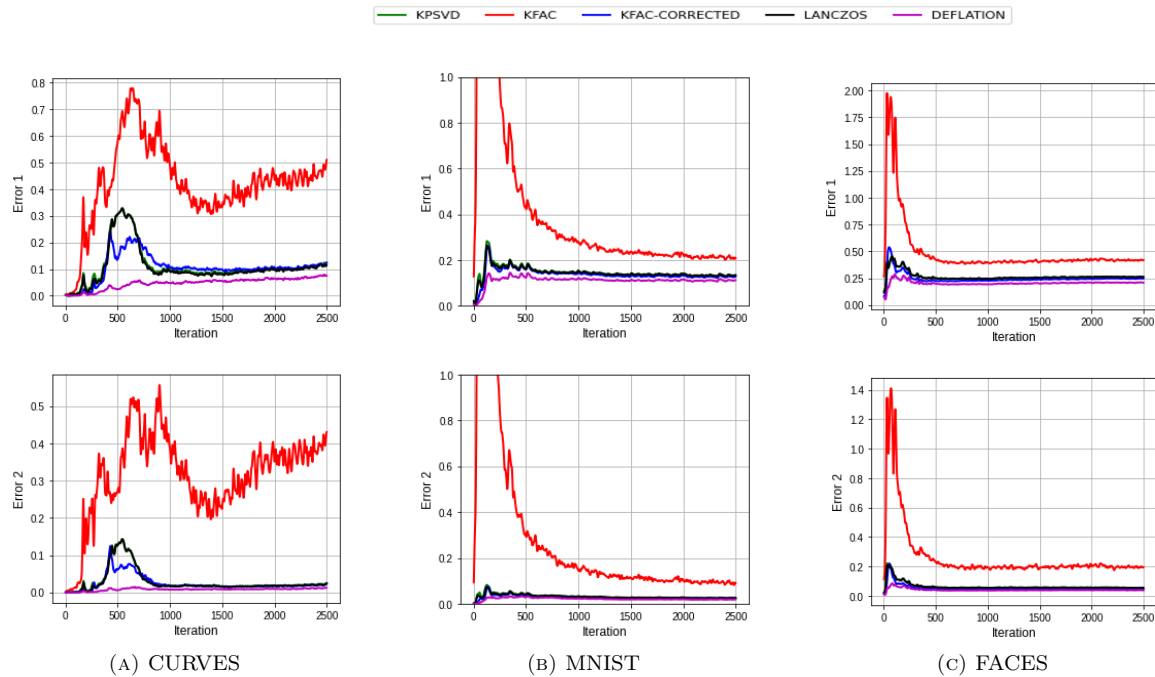 KPSVD KFAC KFAC-CORRECTED LANCZOS DEFLATION
Error 1
0.8
0.7
0.6
0.5
0.4
0.3
0.2
0.1
0.0
0 500 1000 1500 2000 2500
Iteration
Error 1
1.0
0.8
0.6
0.4
0.2
0.0
0 500 1000 1500 2000 2500
Iteration
Error 1
2.00
1.75
1.50
1.25
1.00
0.75
0.50
0.25
0.00
0 500 1000 1500 2000 2500
Iteration
Error 2
0.5
0.4
0.3
0.2
0.1
0.0
0 500 1000 1500 2000 2500
Iteration
Error 2
1.0
0.8
0.6
0.4
0.2
0.0
0 500 1000 1500 2000 2500
Iteration
Error 2
1.4
1.2
1.0
0.8
0.6
0.4
0.2
0.0
0 500 1000 1500 2000 2500
Iteration
(A) CURVES
(B) MNIST
(C) FACES